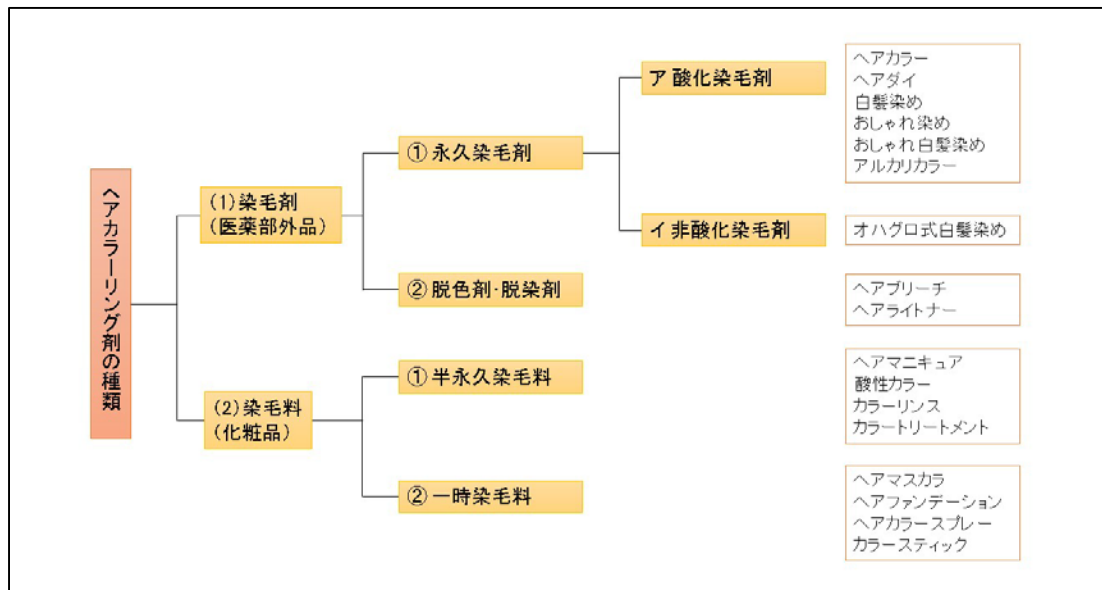 ヘアカラーリング剤の種類
(1)染毛剤
(医薬部外品)
①永久染毛剤
ア 酸化染毛剤
ヘアカラー
ヘアダイ
白髪染め
おしゃれ染め
おしゃれ白髪染め
アルカリカラー
イ 非酸化染毛剤
オハグロ式白髪染め
②脱色剤・脱染剤
ヘアブリーチ
ヘアライトナー
(2)染毛料
(化粧品)
①半永久染毛料
ヘアマニキュア
酸性カラー
カラーリンス
カラートリートメント
②一時染毛料
ヘアマスカラ
ヘアファンデーション
ヘアカラースプレー
カラースティック